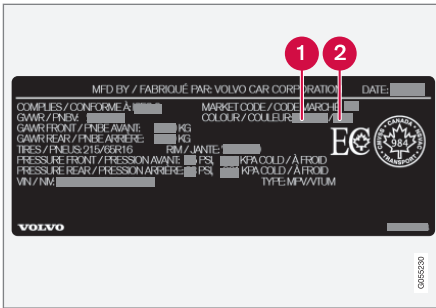 1 2
MFD BY / FABRIQUÉ PAR: VOLVO CAR CORPORATION DATE:
COMPLIES / CONFORME À: MARKET CODE / CODE MARCHÉ:
GVWR / PNBV: COLOUR / COULEUR: /
GAWR FRONT / PNBE AVANT: KG
GAWR REAR / PNBE ARRIÈRE: KG
TIRES / PNEUS: 215/65R16 RIM / JANTE:
PRESSURE FRONT / PRESSION AVANT: PSI, KPA COLD / À FROID
PRESSURE REAR / PRESSION ARRIÈRE: PSI, KPA COLD / À FROID
VIN / NIV: TYPE: MPV/VTUM
EC
CANADA
984
TRANSPORT
VOLVO
G055230